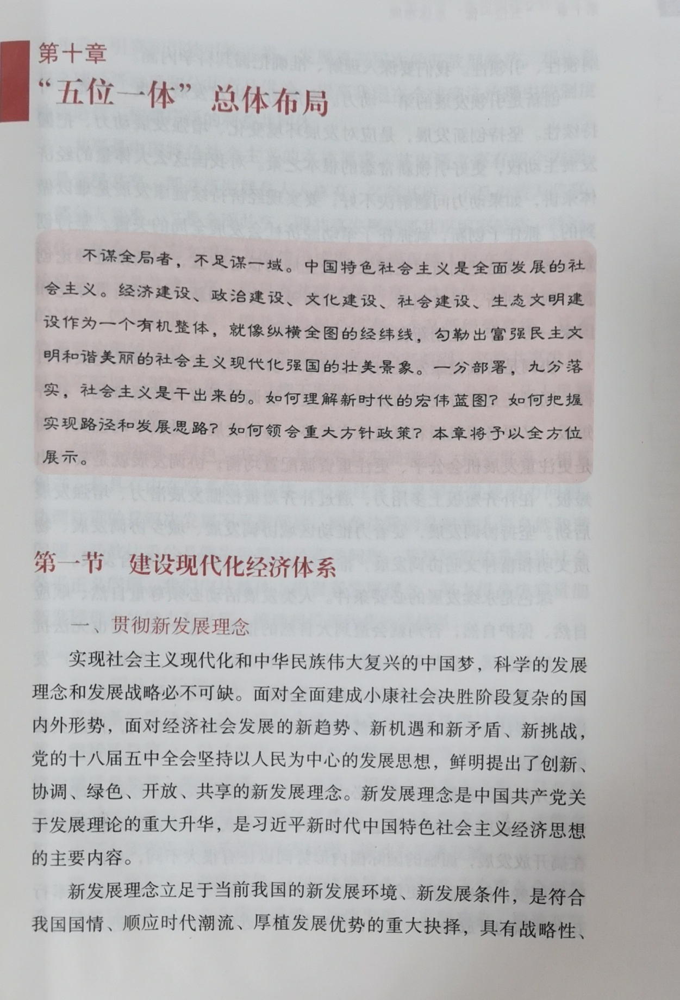 第十章
“五位一体” 总体布局
不谋全局者，不足谋一域。中国特色社会主义是全面发展的社
会主义。经济建设、政治建设、文化建设、社会建设、生态文明建
设作为一个有机整体，就像纵横全图的经纬线，勾勒出富强民主文
明和谐美丽的社会主义现代化强国的壮美景象。一分部署，九分落
实，社会主义是干出来的。如何理解新时代的宏伟蓝图？如何把握
实现路径和发展思路？如何领会重大方针政策？本章将予以全方位
展示。
第一节　建设现代化经济体系
一、贯彻新发展理念
实现社会主义现代化和中华民族伟大复兴的中国梦，科学的发展
理念和发展战略必不可缺。面对全面建成小康社会决胜阶段复杂的国
内外形势，面对经济社会发展的新趋势、新机遇和新矛盾、新挑战，
党的十八届五中全会坚持以人民为中心的发展思想，鲜明提出了创新、
协调、绿色、开放、共享的新发展理念。新发展理念是中国共产党关
于发展理论的重大升华，是习近平新时代中国特色社会主义经济思想
的主要内容。
新发展理念立足于当前我国的新发展环境、新发展条件，是符合
我国国情、顺应时代潮流、厚植发展优势的重大抉择，具有战略性、